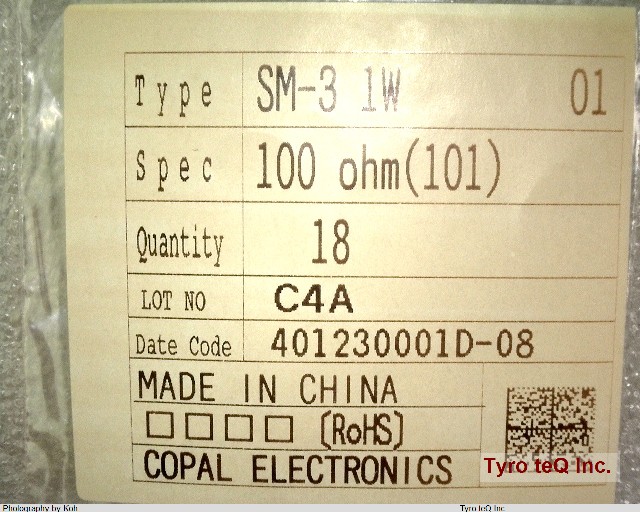 Type SM-3 1W 01
Spec 100 ohm(101)
Quantity 18
LOT NO C4A
Date Code 401230001D-08
MADE IN CHINA
□□□□ (RoHS)
COPAL ELECTRONICS
Tyro teQ Inc.
Photography by Koh Tyro teQ Inc